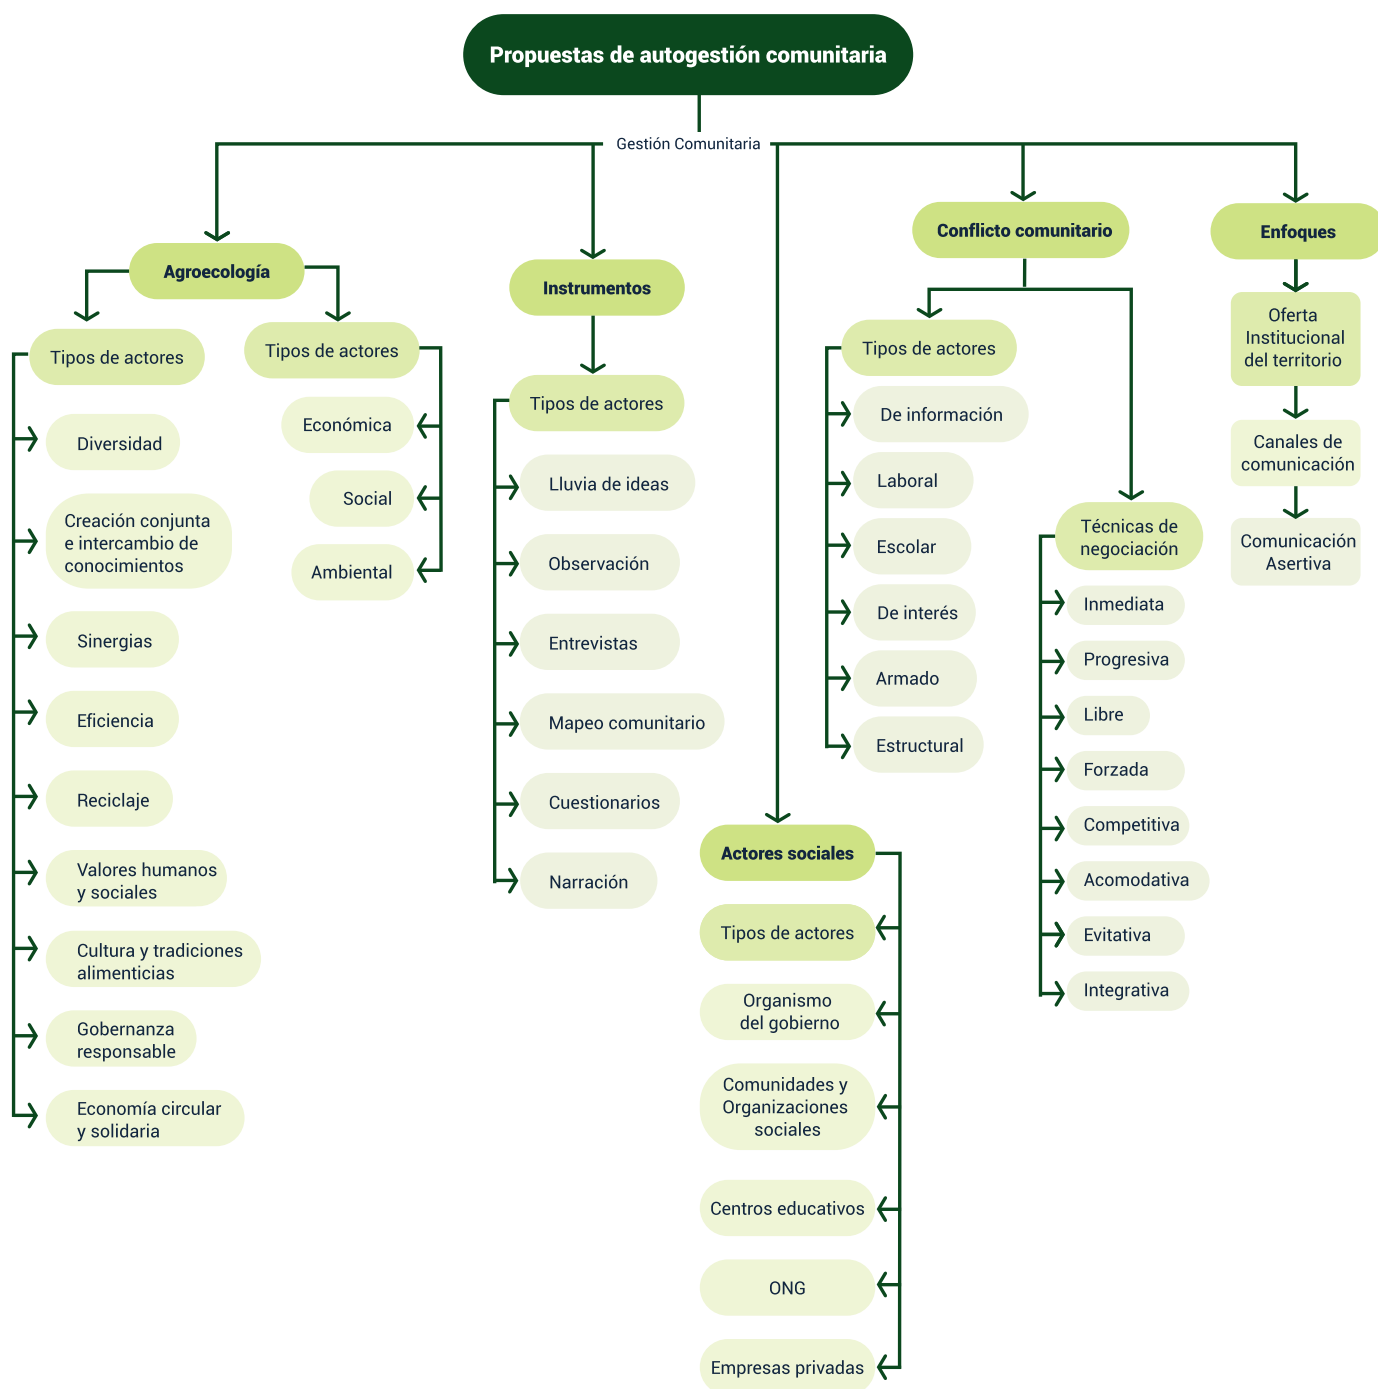 Propuestas de autogestión comunitaria
Gestión Comunitaria
Agroecología
Tipos de actores
Diversidad
Creación conjunta
e intercambio de
conocimientos
Sinergias
Eficiencia
Reciclaje
Valores humanos
y sociales
Cultura y tradiciones
alimenticias
Gobernanza
responsable
Economía circular
y solidaria
Tipos de actores
Económica
Social
Ambiental
Instrumentos
Tipos de actores
Lluvia de ideas
Observación
Entrevistas
Mapeo comunitario
Cuestionarios
Narración
Actores sociales
Tipos de actores
Organismo
del gobierno
Comunidades y
Organizaciones
sociales
Centros educativos
ONG
Empresas privadas
Conflicto comunitario
Tipos de actores
De información
Laboral
Escolar
De interés
Armado
Estructural
Técnicas de
negociación
Inmediata
Progresiva
Libre
Forzada
Competitiva
Acomodativa
Evitativa
Integrativa
Enfoques
Oferta
Institucional
del territorio
Canales de
comunicación
Comunicación
Asertiva